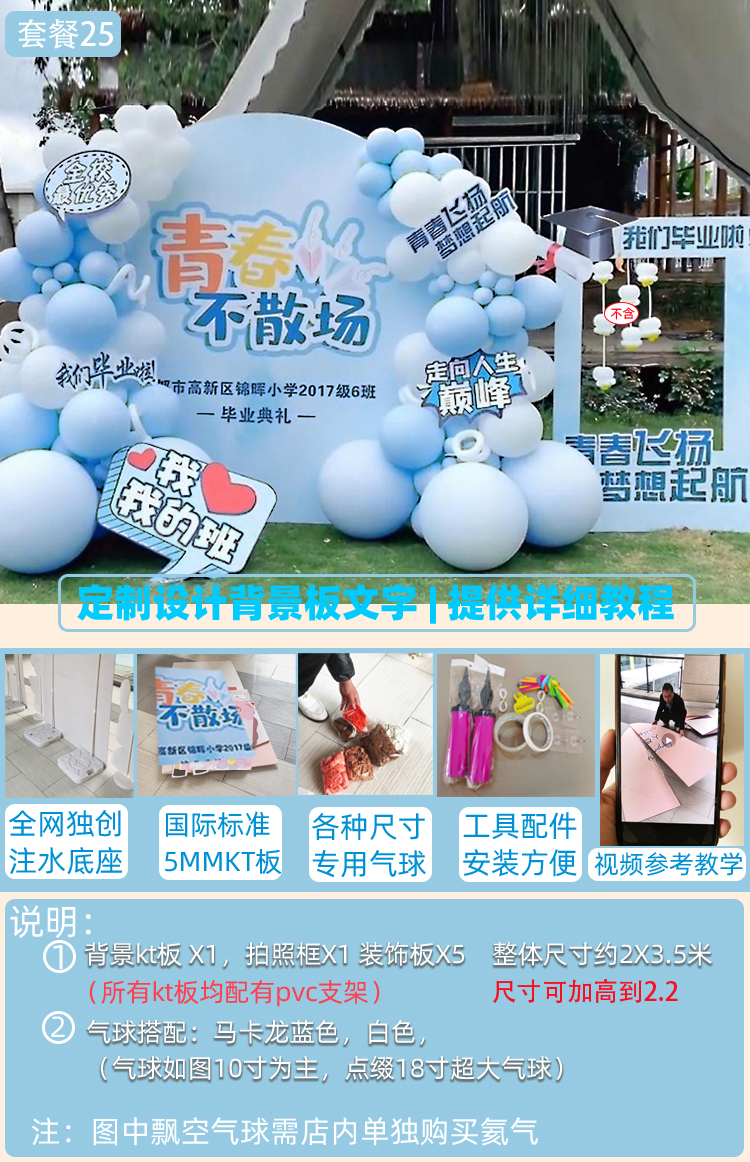 套餐25
全校
最优秀
青春
不散场
青春飞扬
梦想起航
我们毕业啦
不含
我们毕业啦!
都市高新区锦晖小学2017级6班
— 毕业典礼 —
走向人生
巅峰
青春飞扬
梦想起航
我
我的班
定制设计背景板文字 | 提供详细教程
青春
不散场
高新区锦晖小学2017级
全网独创
注水底座
国际标准
5MMKT板
各种尺寸
专用气球
工具配件
安装方便
视频参考教学
说明：
① 背景kt板 X1，拍照框X1 装饰板X5 整体尺寸约2X3.5米
（所有kt板均配有pvc支架） 尺寸可加高到2.2
② 气球搭配：马卡龙蓝色，白色，
（气球如图10寸为主，点缀18寸超大气球）
注：图中飘空气球需店内单独购买氦气